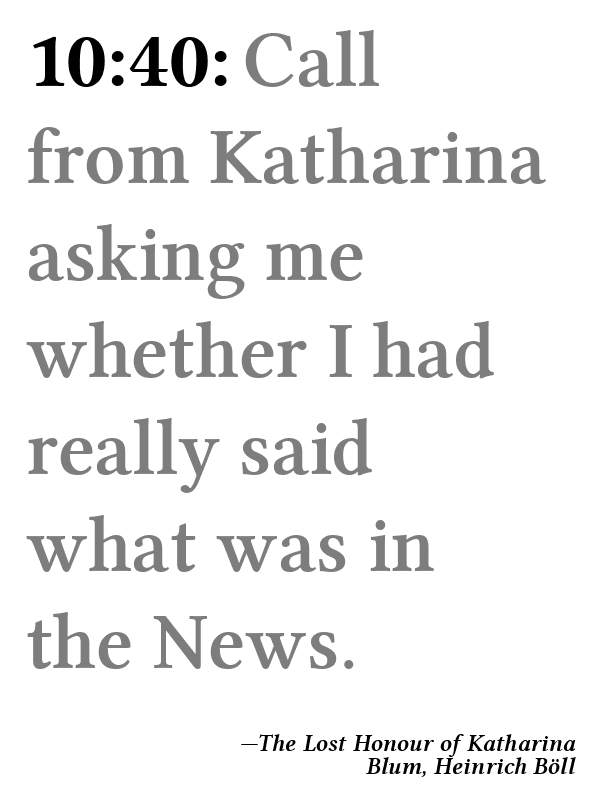 10:40: Call
from Katharina
asking me
whether I had
really said
what was in
the News.
—The Lost Honour of Katharina
Blum, Heinrich Böll